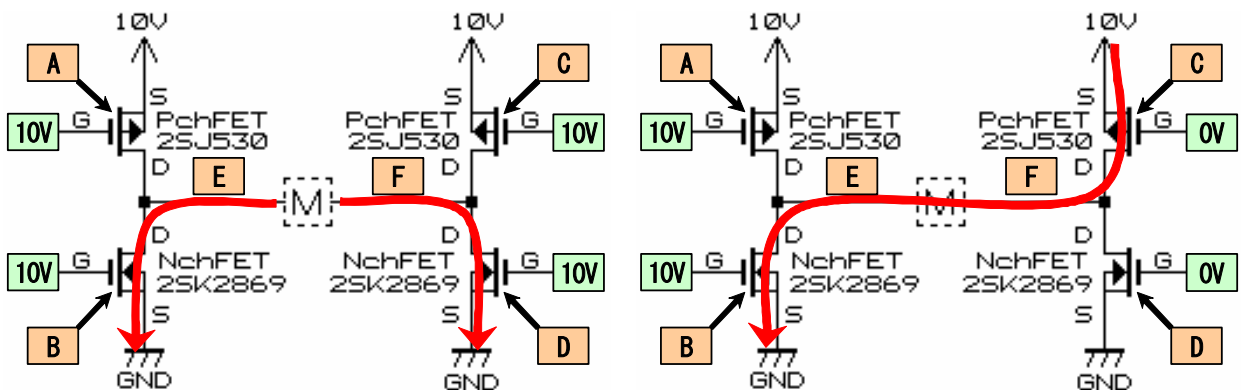 10V
10V
A
C
S
S
10V
G
PchFET
2SJ530
PchFET
2SJ530
G
10V
D
D
E
F
M
D
D
10V
G
NchFET
2SK2869
NchFET
2SK2869
G
10V
S
S
B
D
GND
GND
10V
10V
A
C
S
S
10V
G
PchFET
2SJ530
PchFET
2SJ530
G
0V
D
D
E
F
M
D
D
10V
G
NchFET
2SK2869
NchFET
2SK2869
G
0V
S
S
B
D
GND
GND